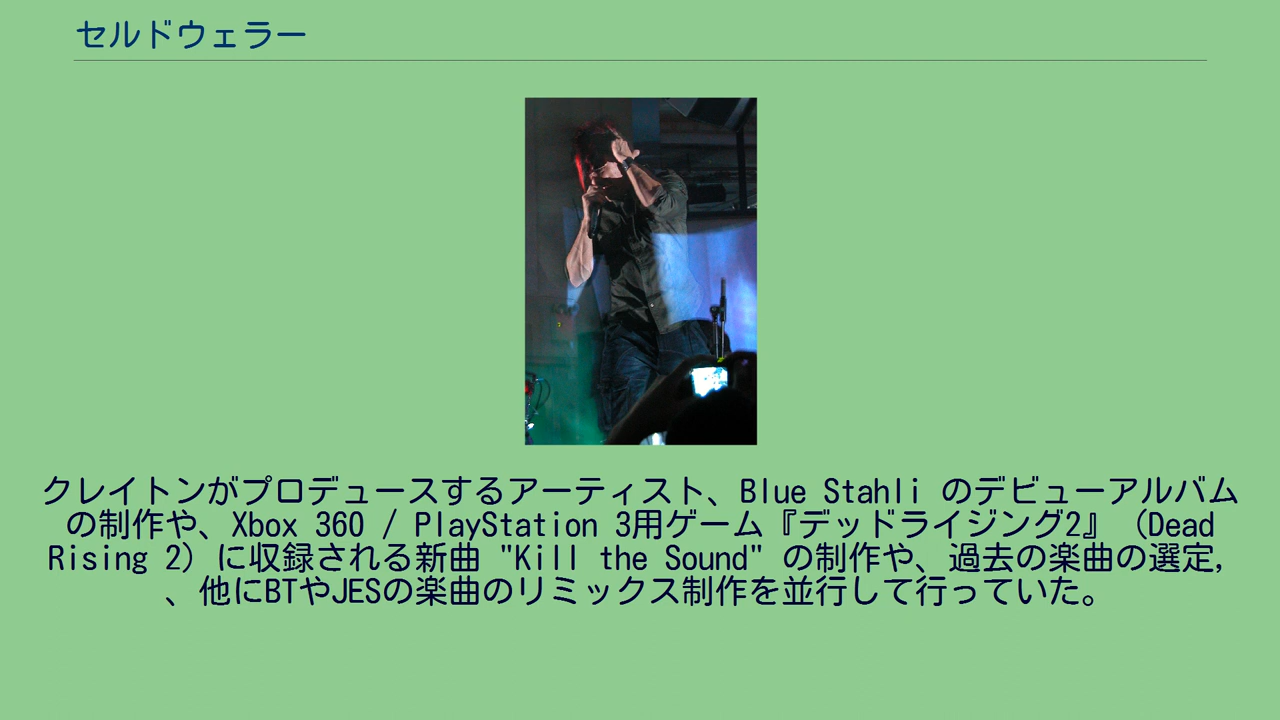 セルドウェラー
クレイトンがプロデュースするアーティスト、Blue Stahli のデビューアルバム
の制作や、Xbox 360 / PlayStation 3用ゲーム『デッドライジング2』（Dead
Rising 2）に収録される新曲 "Kill the Sound" の制作や、過去の楽曲の選定,
、他にBTやJESの楽曲のリミックス制作を並行して行っていた。